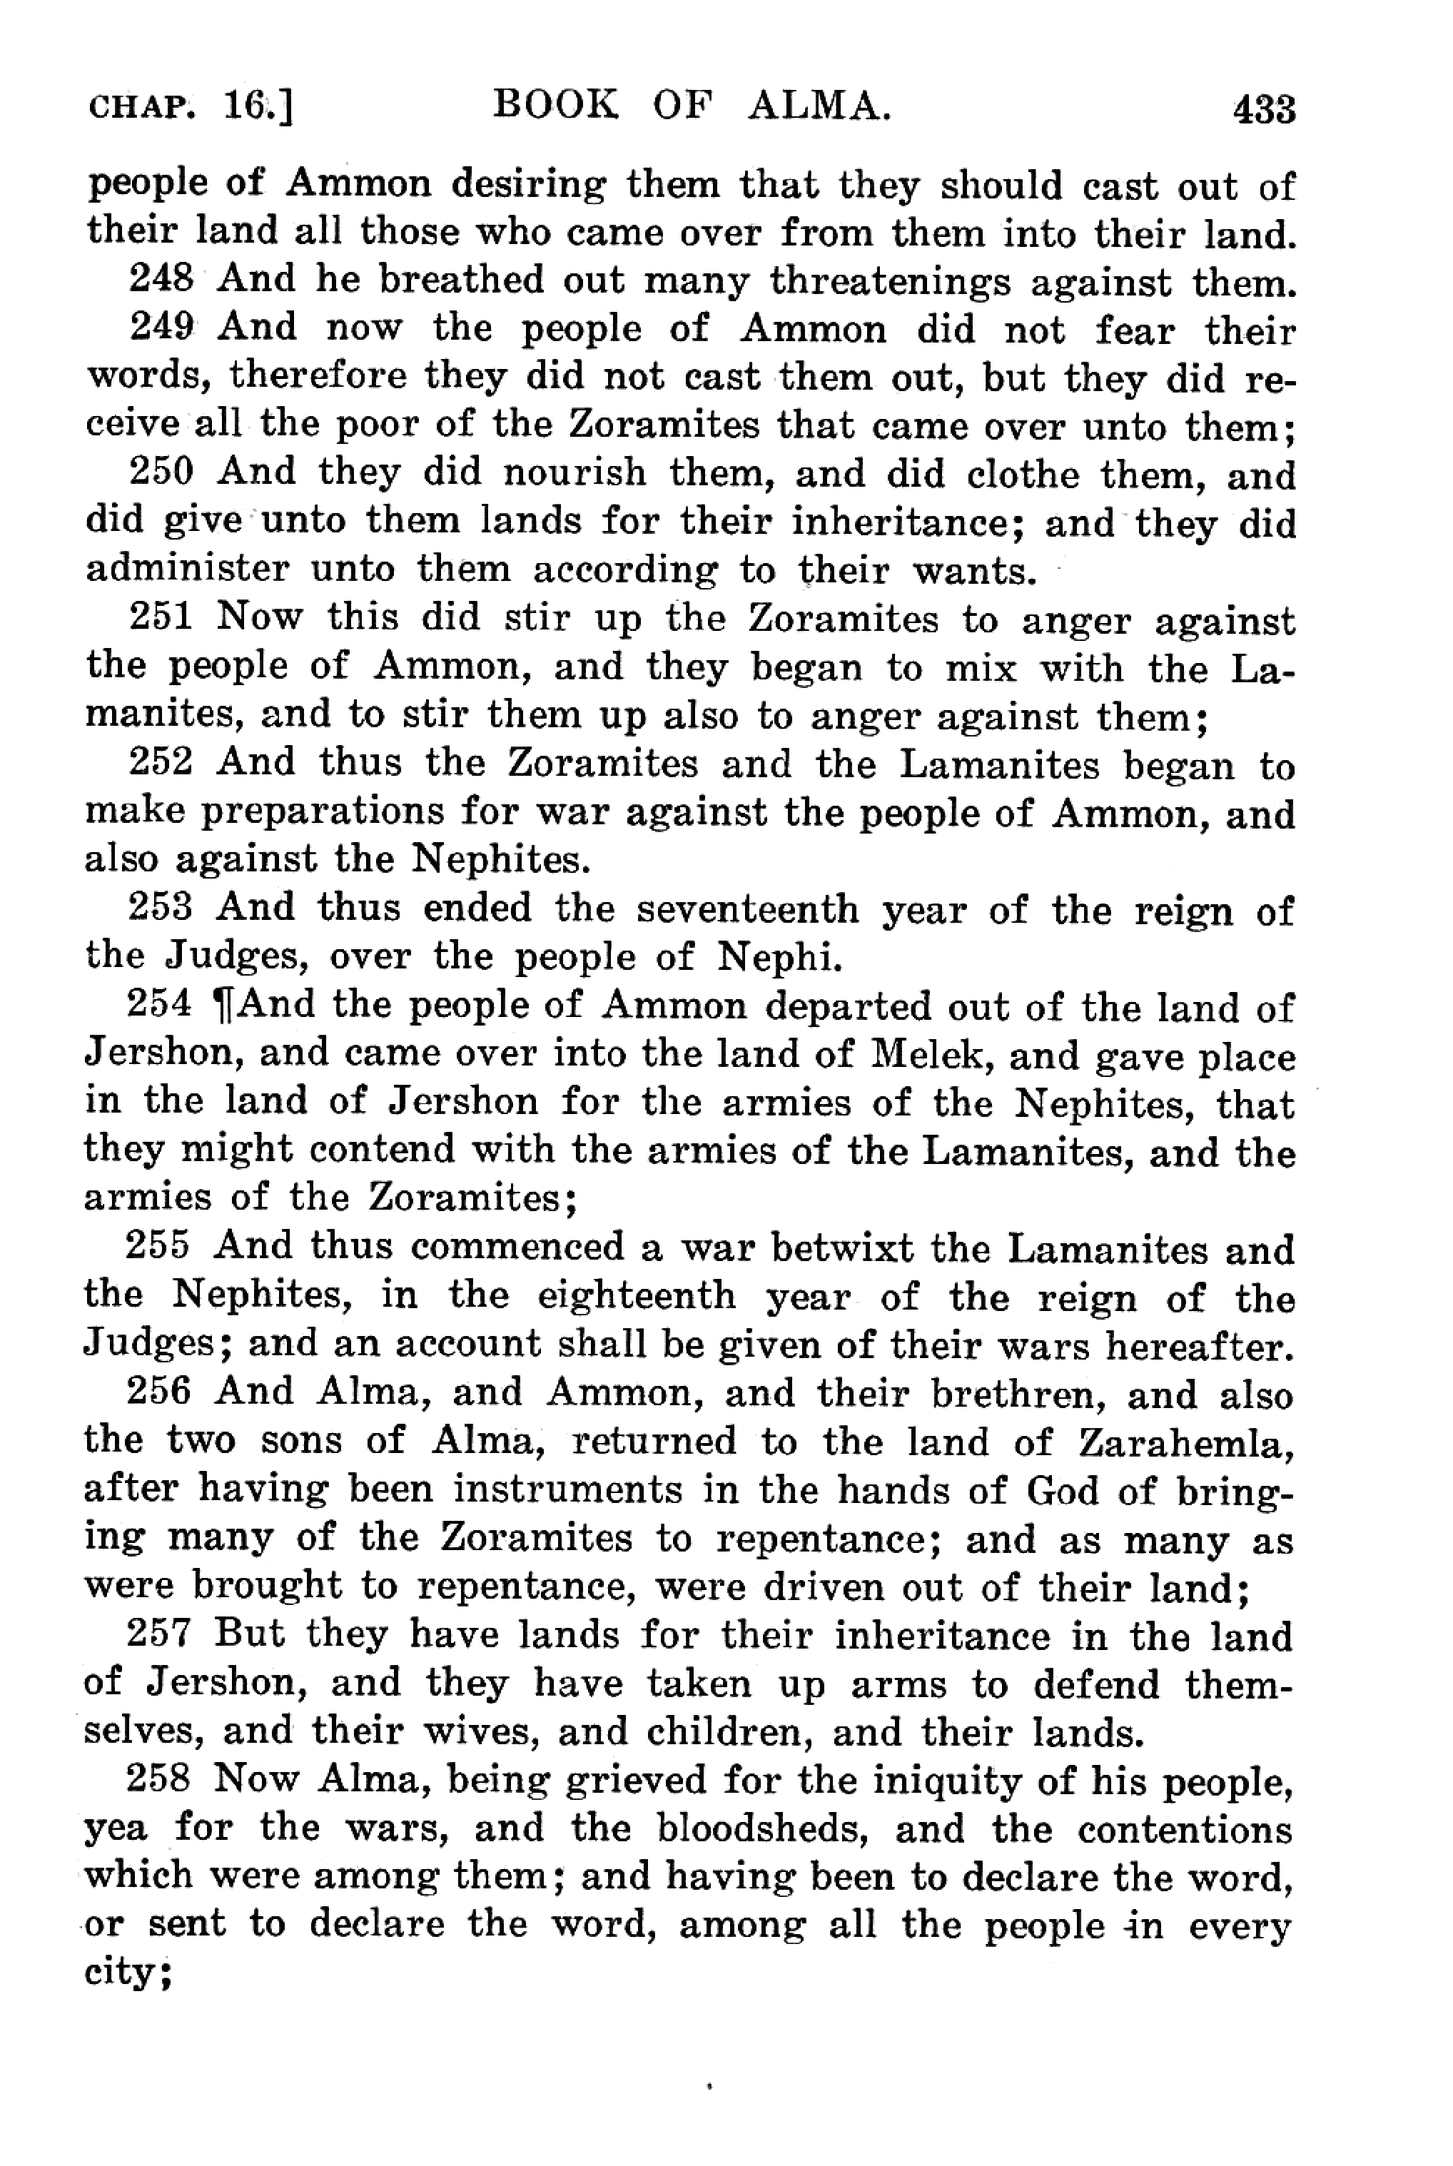 CHAP. 16.] BOOK OF ALMA. 433
people of Ammon desiring them that they should cast out of
their land all those who came over from them into their land.
248 And he breathed out many threatenings against them.
249 And now the people of Ammon did not fear their
words, therefore they did not cast them out, but they did re-
ceive all the poor of the Zoramites that came over unto them;
250 And they did nourish them, and did clothe them, and
did give unto them lands for their inheritance; and they did
administer unto them according to their wants.
251 Now this did stir up the Zoramites to anger against
the people of Ammon, and they began to mix with the La-
manites, and to stir them up also to anger against them;
252 And thus the Zoramites and the Lamanites began to
make preparations for war against the people of Ammon, and
also against the Nephites.
253 And thus ended the seventeenth year of the reign of
the Judges, over the people of Nephi.
254 ¶And the people of Ammon departed out of the land of
Jershon, and came over into the land of Melek, and gave place
in the land of Jershon for the armies of the Nephites, that
they might contend with the armies of the Lamanites, and the
armies of the Zoramites;
255 And thus commenced a war betwixt the Lamanites and
the Nephites, in the eighteenth year of the reign of the
Judges; and an account shall be given of their wars hereafter.
256 And Alma, and Ammon, and their brethren, and also
the two sons of Alma, returned to the land of Zarahemla,
after having been instruments in the hands of God of bring-
ing many of the Zoramites to repentance; and as many as
were brought to repentance, were driven out of their land;
257 But they have lands for their inheritance in the land
of Jershon, and they have taken up arms to defend them-
selves, and their wives, and children, and their lands.
258 Now Alma, being grieved for the iniquity of his people,
yea for the wars, and the bloodsheds, and the contentions
which were among them; and having been to declare the word,
or sent to declare the word, among all the people in every
city;